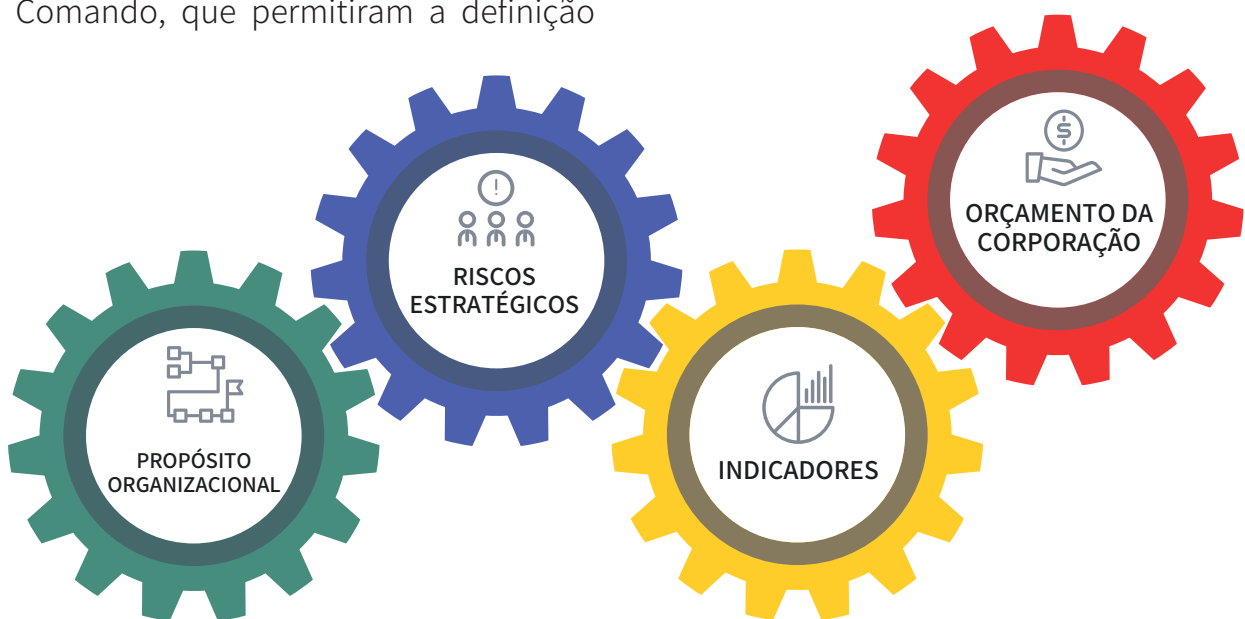 Comando, que permitiram a definição
PROPÓSITO
ORGANIZACIONAL
RISCOS
ESTRATÉGICOS
INDICADORES
ORÇAMENTO DA
CORPORAÇÃO